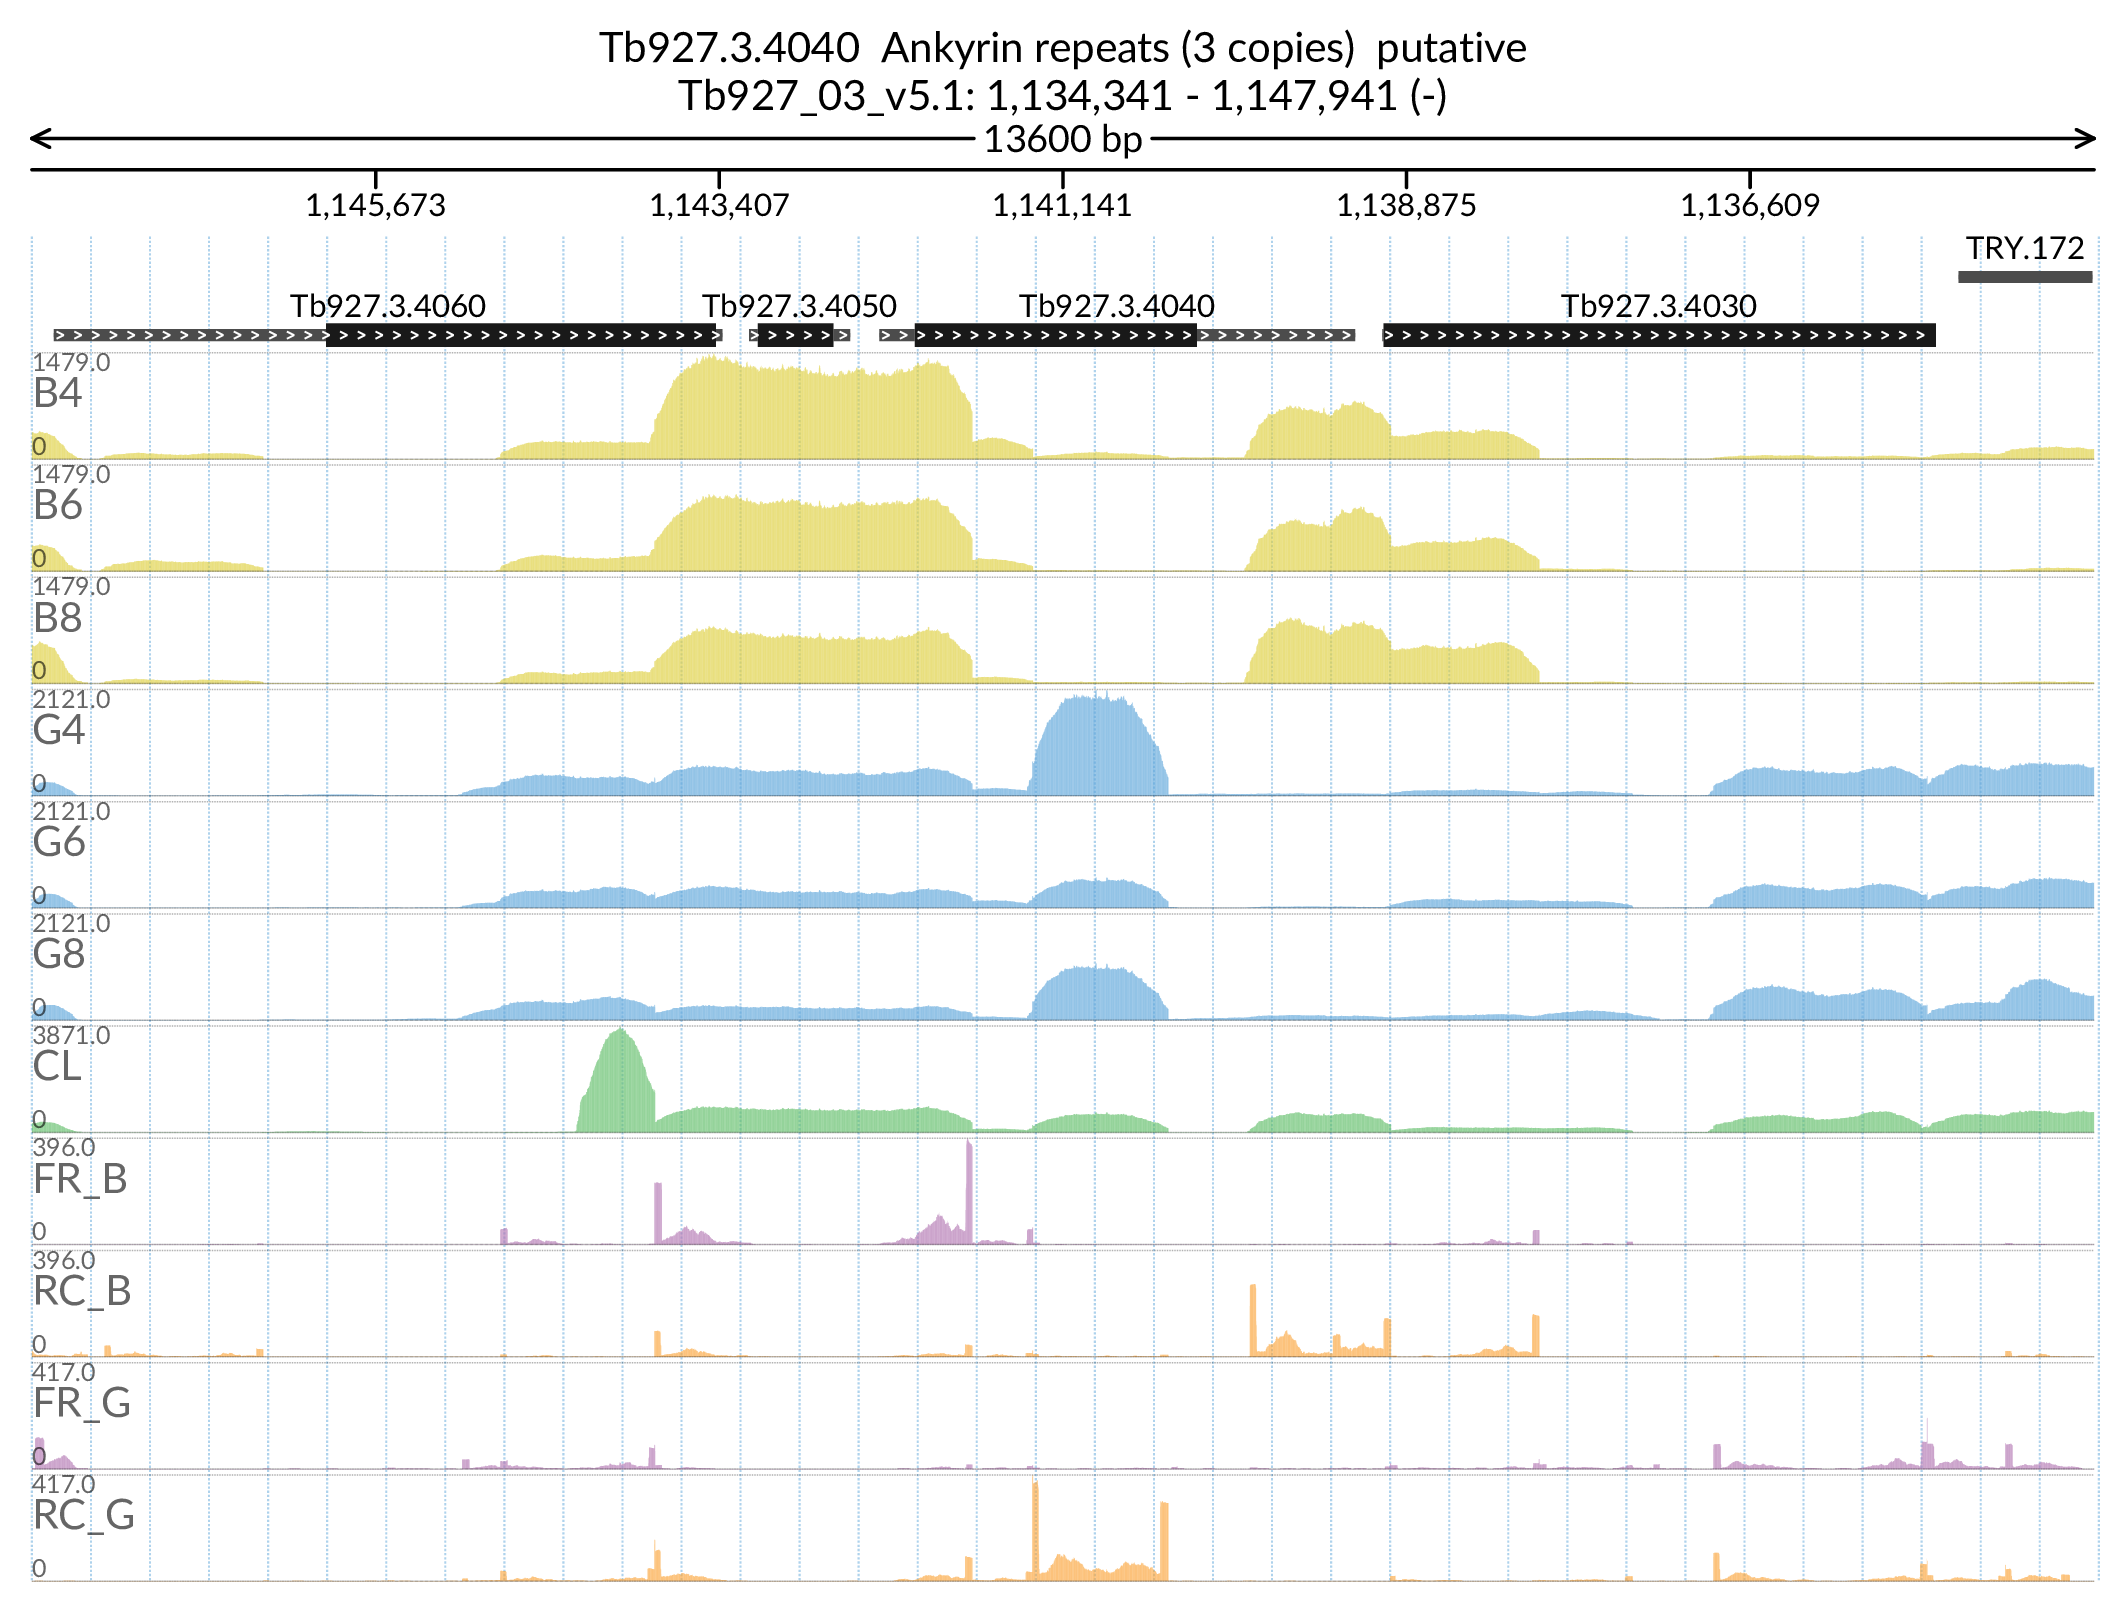 Tb927.3.4040 Ankyrin repeats (3 copies) putative
Tb927_03_v5.1: 1,134,341 - 1,147,941 (-)
13600 bp
1,145,673 1,143,407 1,141,141 1,138,875 1,136,609
TRY.172
Tb927.3.4060 Tb927.3.4050 Tb927.3.4040 Tb927.3.4030
1479.0
B4
0
1479.0
B6
0
1479.0
B8
0
2121.0
G4
0
2121.0
G6
0
2121.0
G8
0
3871.0
CL
0
396.0
FR_B
0
396.0
RC_B
0
417.0
FR_G
0
417.0
RC_G
0